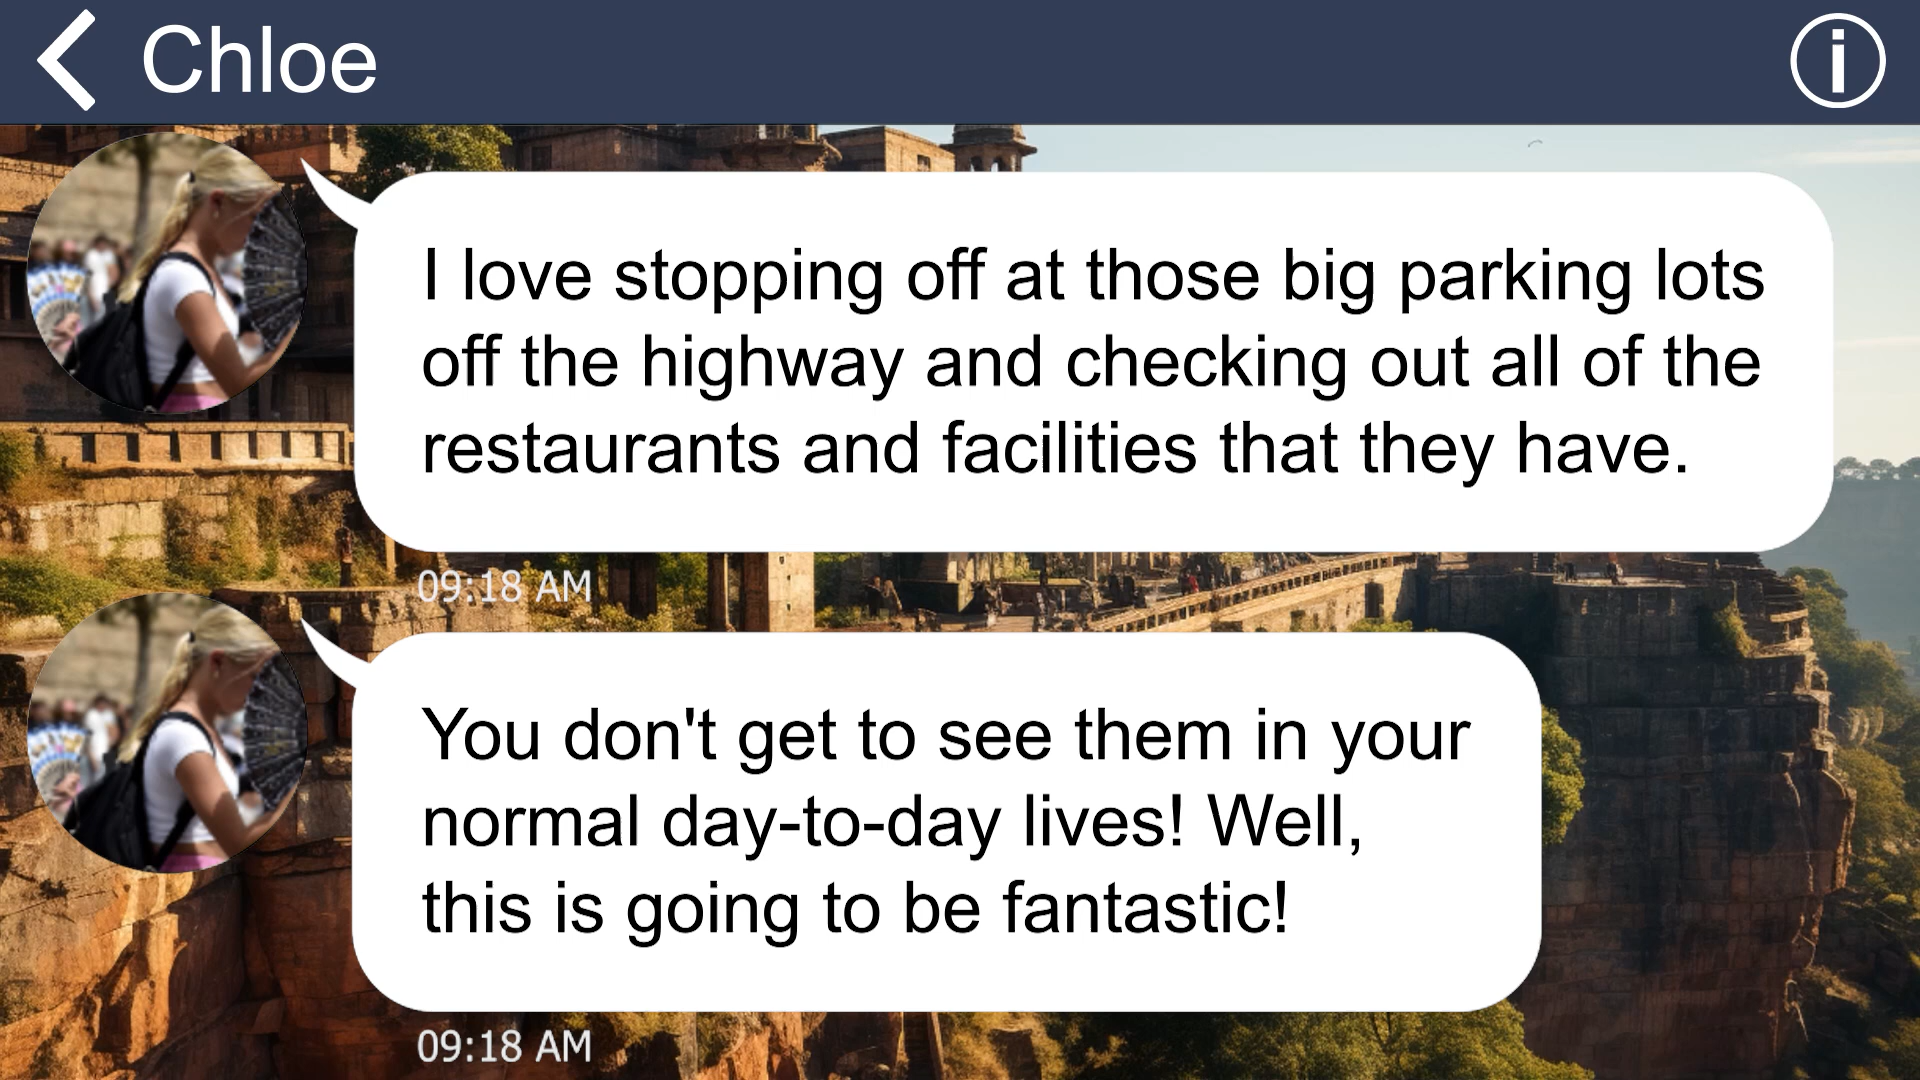 Chloe
I love stopping off at those big parking lots
off the highway and checking out all of the
restaurants and facilities that they have.
09:18 AM
You don't get to see them in your
normal day-to-day lives! Well,
this is going to be fantastic!
09:18 AM